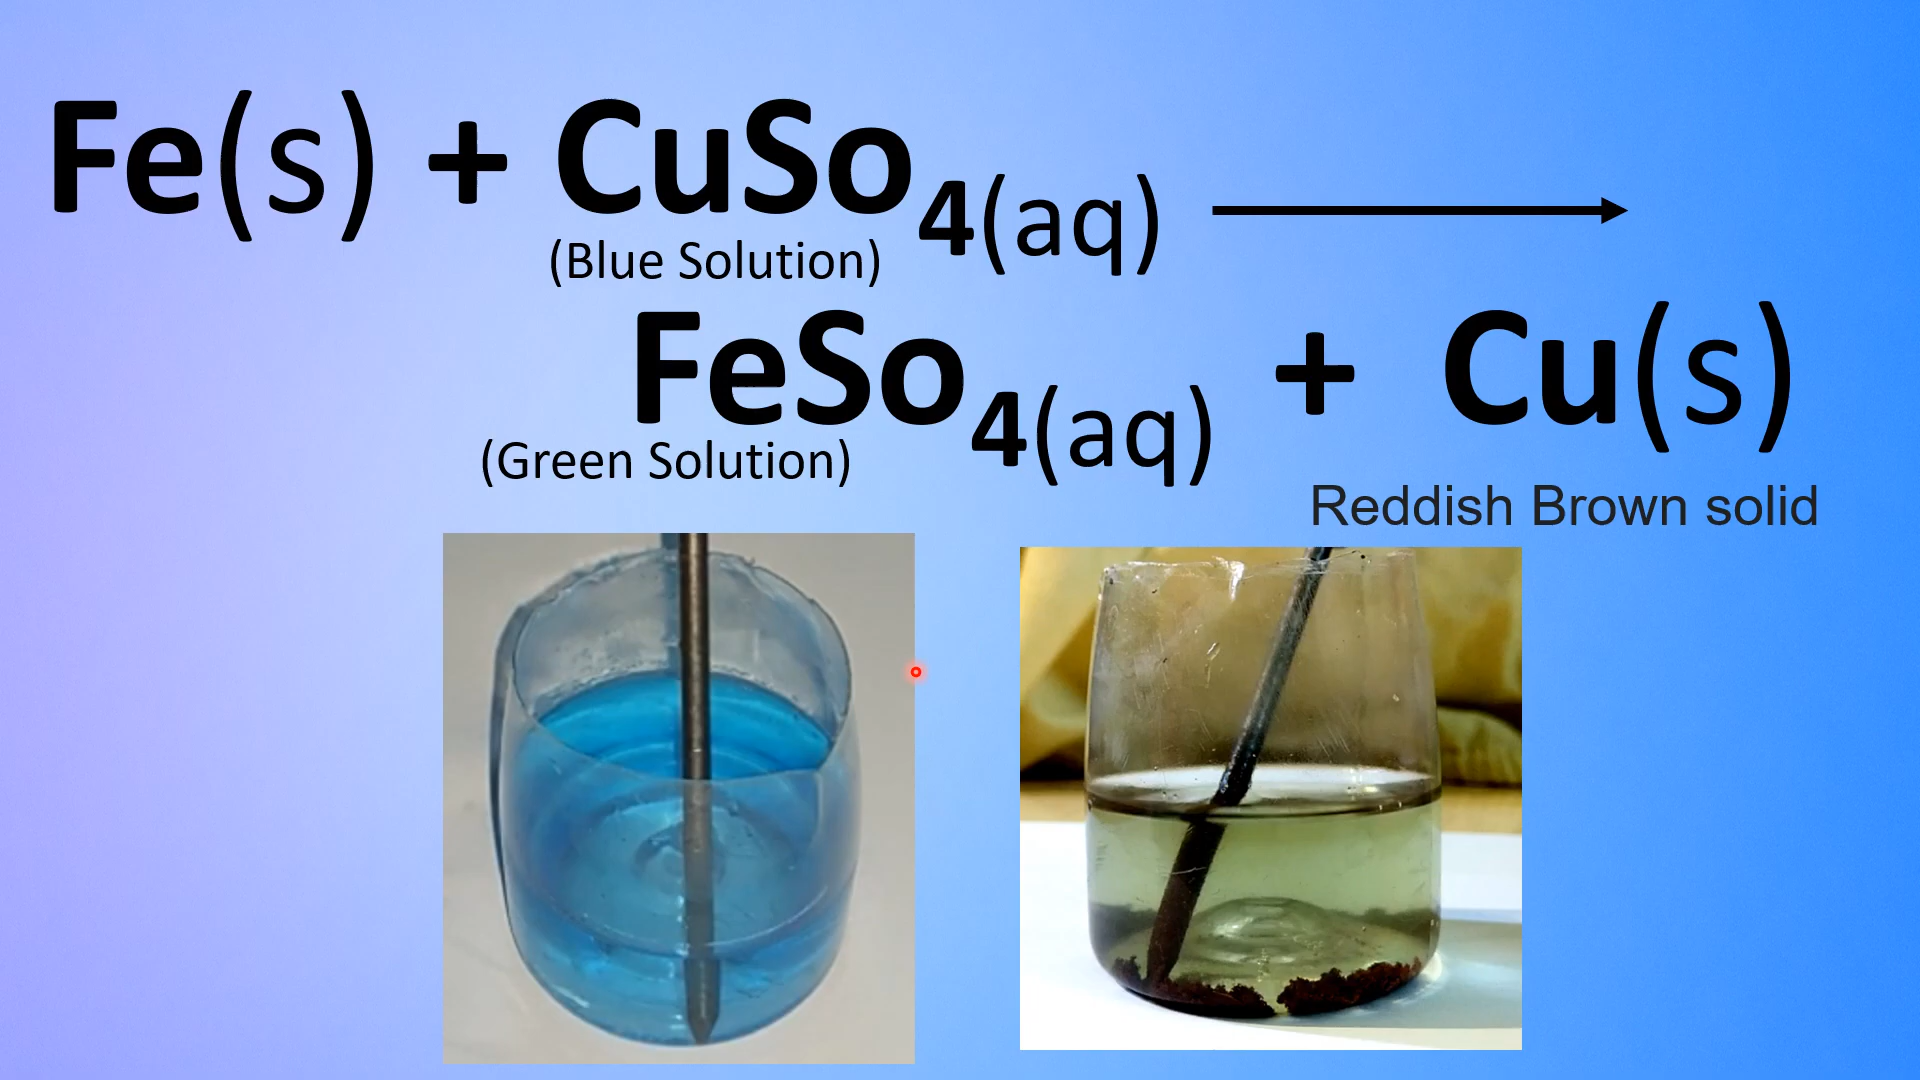 Fe(s) + CuSo4(aq)
(Blue Solution)
FeSo4(aq) + Cu(s)
(Green Solution)
Reddish Brown solid